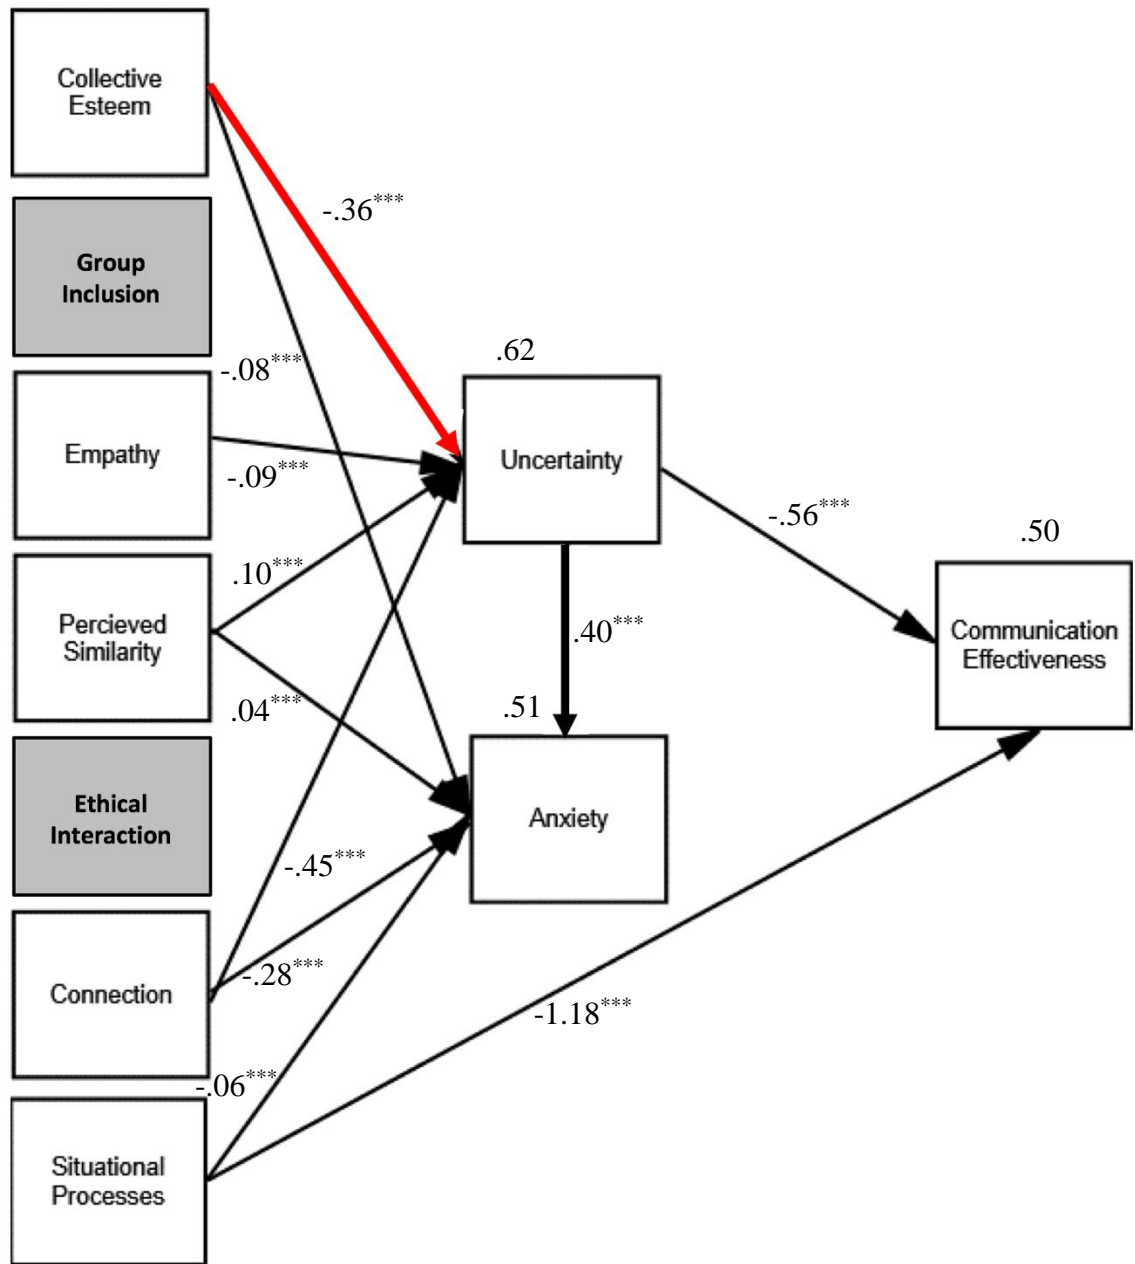 Collective
Esteem
-.36***
Group
Inclusion
.62
-.08***
Empathy
Uncertainty
-.09***
-.56***
.50
.10***
Percieved
Similarity
.40***
Communication
Effectiveness
.04***
.51
Ethical
Interaction
Anxiety
-.45***
-.28***
Connection
-1.18***
-.06***
Situational
Processes